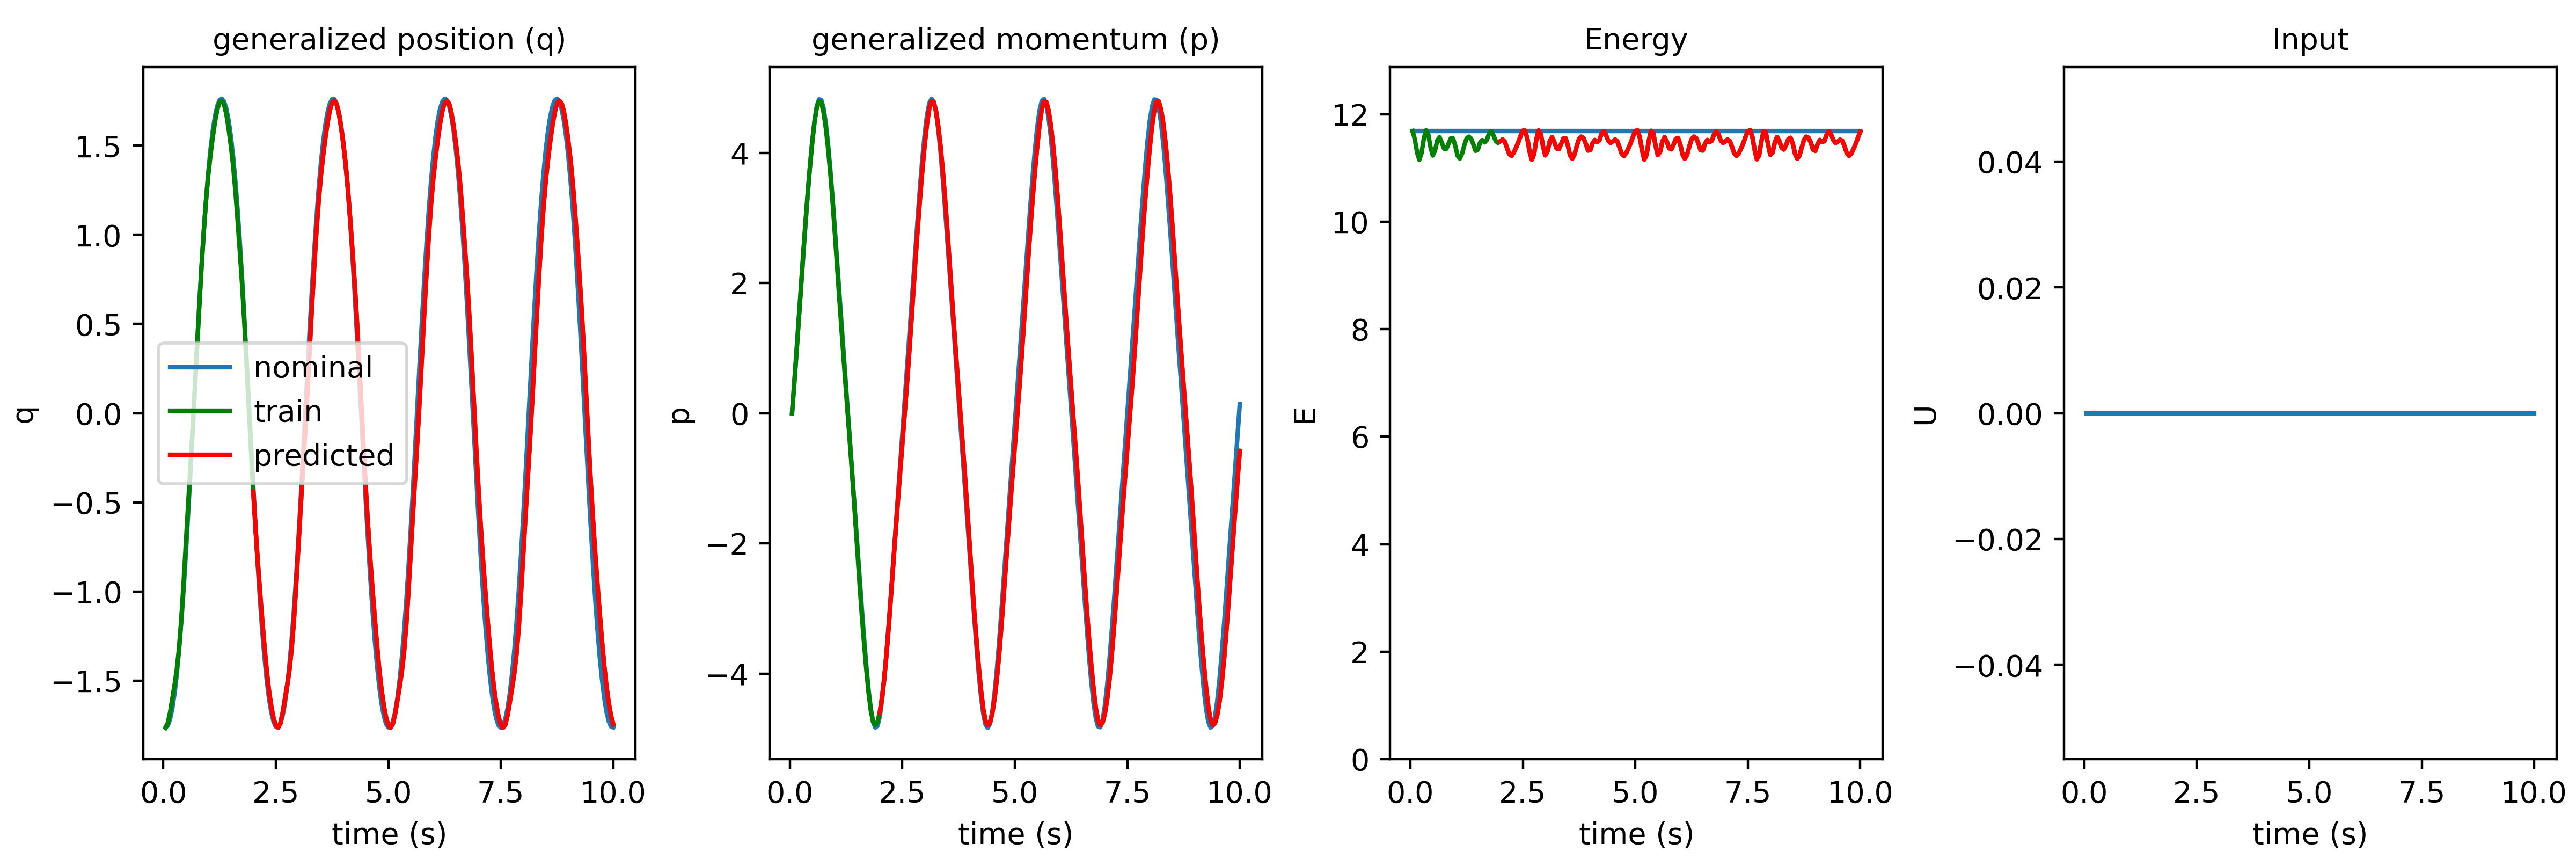 generalized position (q)
1.5
1.0
0.5
0.0
−0.5
−1.0
−1.5
q
nominal
train
predicted
0.0 2.5 5.0 7.5 10.0
time (s)
generalized momentum (p)
4
2
0
−2
−4
p
0.0 2.5 5.0 7.5 10.0
time (s)
Energy
12
10
8
6
4
2
0
E
0.0 2.5 5.0 7.5 10.0
time (s)
Input
0.04
0.02
0.00
−0.02
−0.04
U
0.0 2.5 5.0 7.5 10.0
time (s)